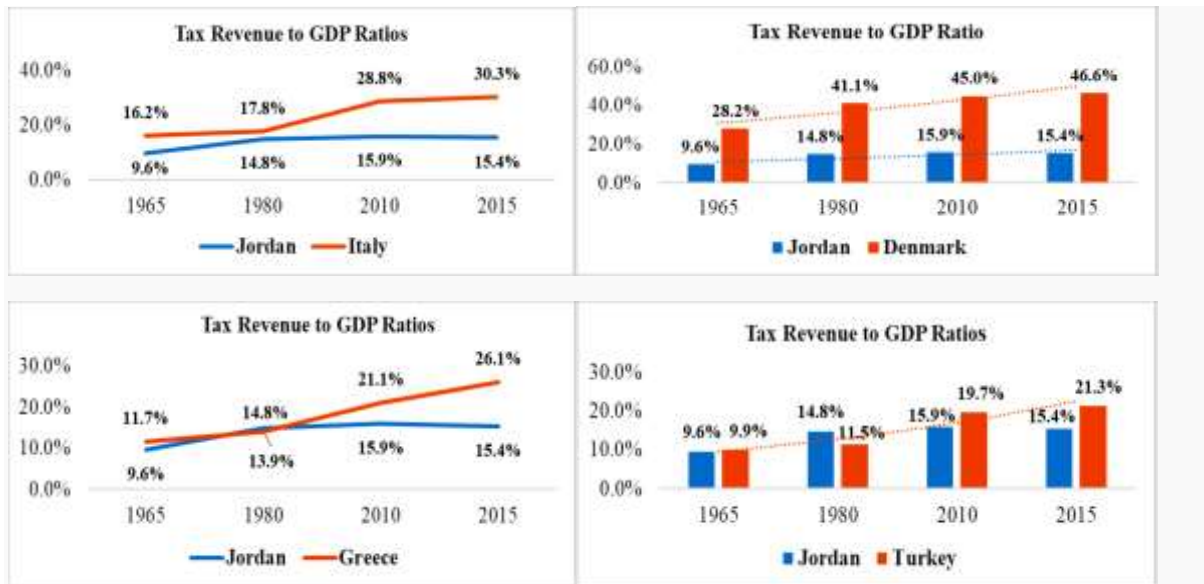 Tax Revenue to GDP Ratios
40.0%
20.0%
0.0%
16.2% 17.8% 28.8% 30.3%
9.6% 14.8% 15.9% 15.4%
1965 1980 2010 2015
Jordan Italy
Tax Revenue to GDP Ratio
60.0%
40.0%
20.0%
0.0%
28.2% 41.1% 45.0% 46.6%
9.6% 14.8% 15.9% 15.4%
1965 1980 2010 2015
Jordan Denmark
Tax Revenue to GDP Ratios
30.0%
20.0%
10.0%
0.0%
11.7% 14.8% 21.1% 26.1%
9.6% 13.9% 15.9% 15.4%
1965 1980 2010 2015
Jordan Greece
Tax Revenue to GDP Ratios
30.0%
20.0%
10.0%
0.0%
9.6% 9.9% 14.8% 11.5% 15.9% 19.7% 15.4% 21.3%
1965 1980 2010 2015
Jordan Turkey